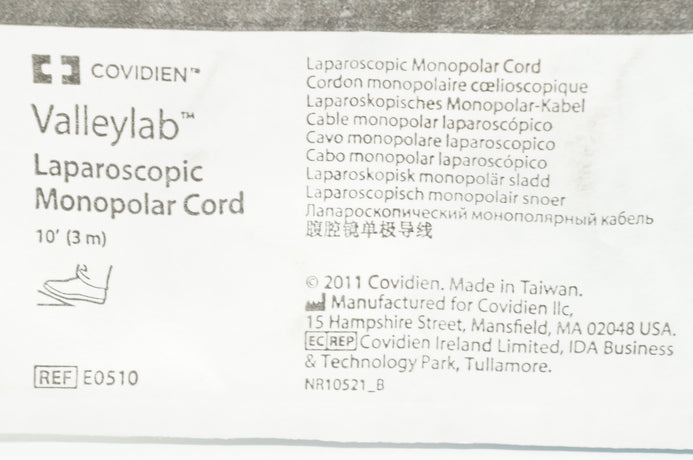 COVIDIEN™
Valleylab™
Laparoscopic
Monopolar Cord
10' (3 m)
REF E0510
Laparoscopic Monopolar Cord
Cordon monopolaire cœlioscopique
Laparoskopisches Monopolar-Kabel
Cable monopolar laparoscópico
Cavo monopolare laparoscopico
Cabo monopolar laparoscópico
Laparoskopisk monopolär sladd
Laparoscopisch monopolair snoer
Лапароскопический монополярный кабель
腹腔镜单极导线
© 2011 Covidien. Made in Taiwan.
Manufactured for Covidien llc,
15 Hampshire Street, Mansfield, MA 02048 USA.
EC REP Covidien Ireland Limited, IDA Business
& Technology Park, Tullamore.
NR10521_B